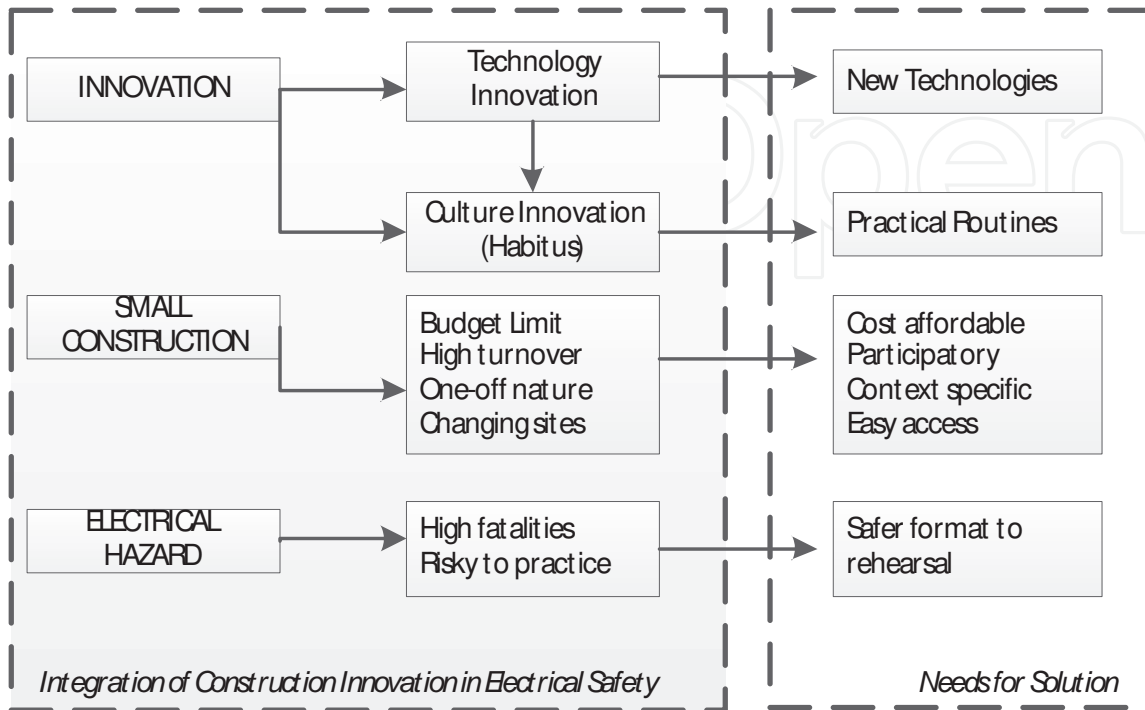 INNOVATION
Technology
Innovation
New Technologies
Culture Innovation
(Habitus)
Practical Routines
SMALL
CONSTRUCTION
Budget Limit
High turnover
One-off nature
Changing sites
Cost affordable
Participatory
Context specific
Easy access
ELECTRICAL
HAZARD
High fatalities
Risky to practice
Safer format to
rehearsal
Integration of Construction Innovation in Electrical Safety
Needs for Solution
Open